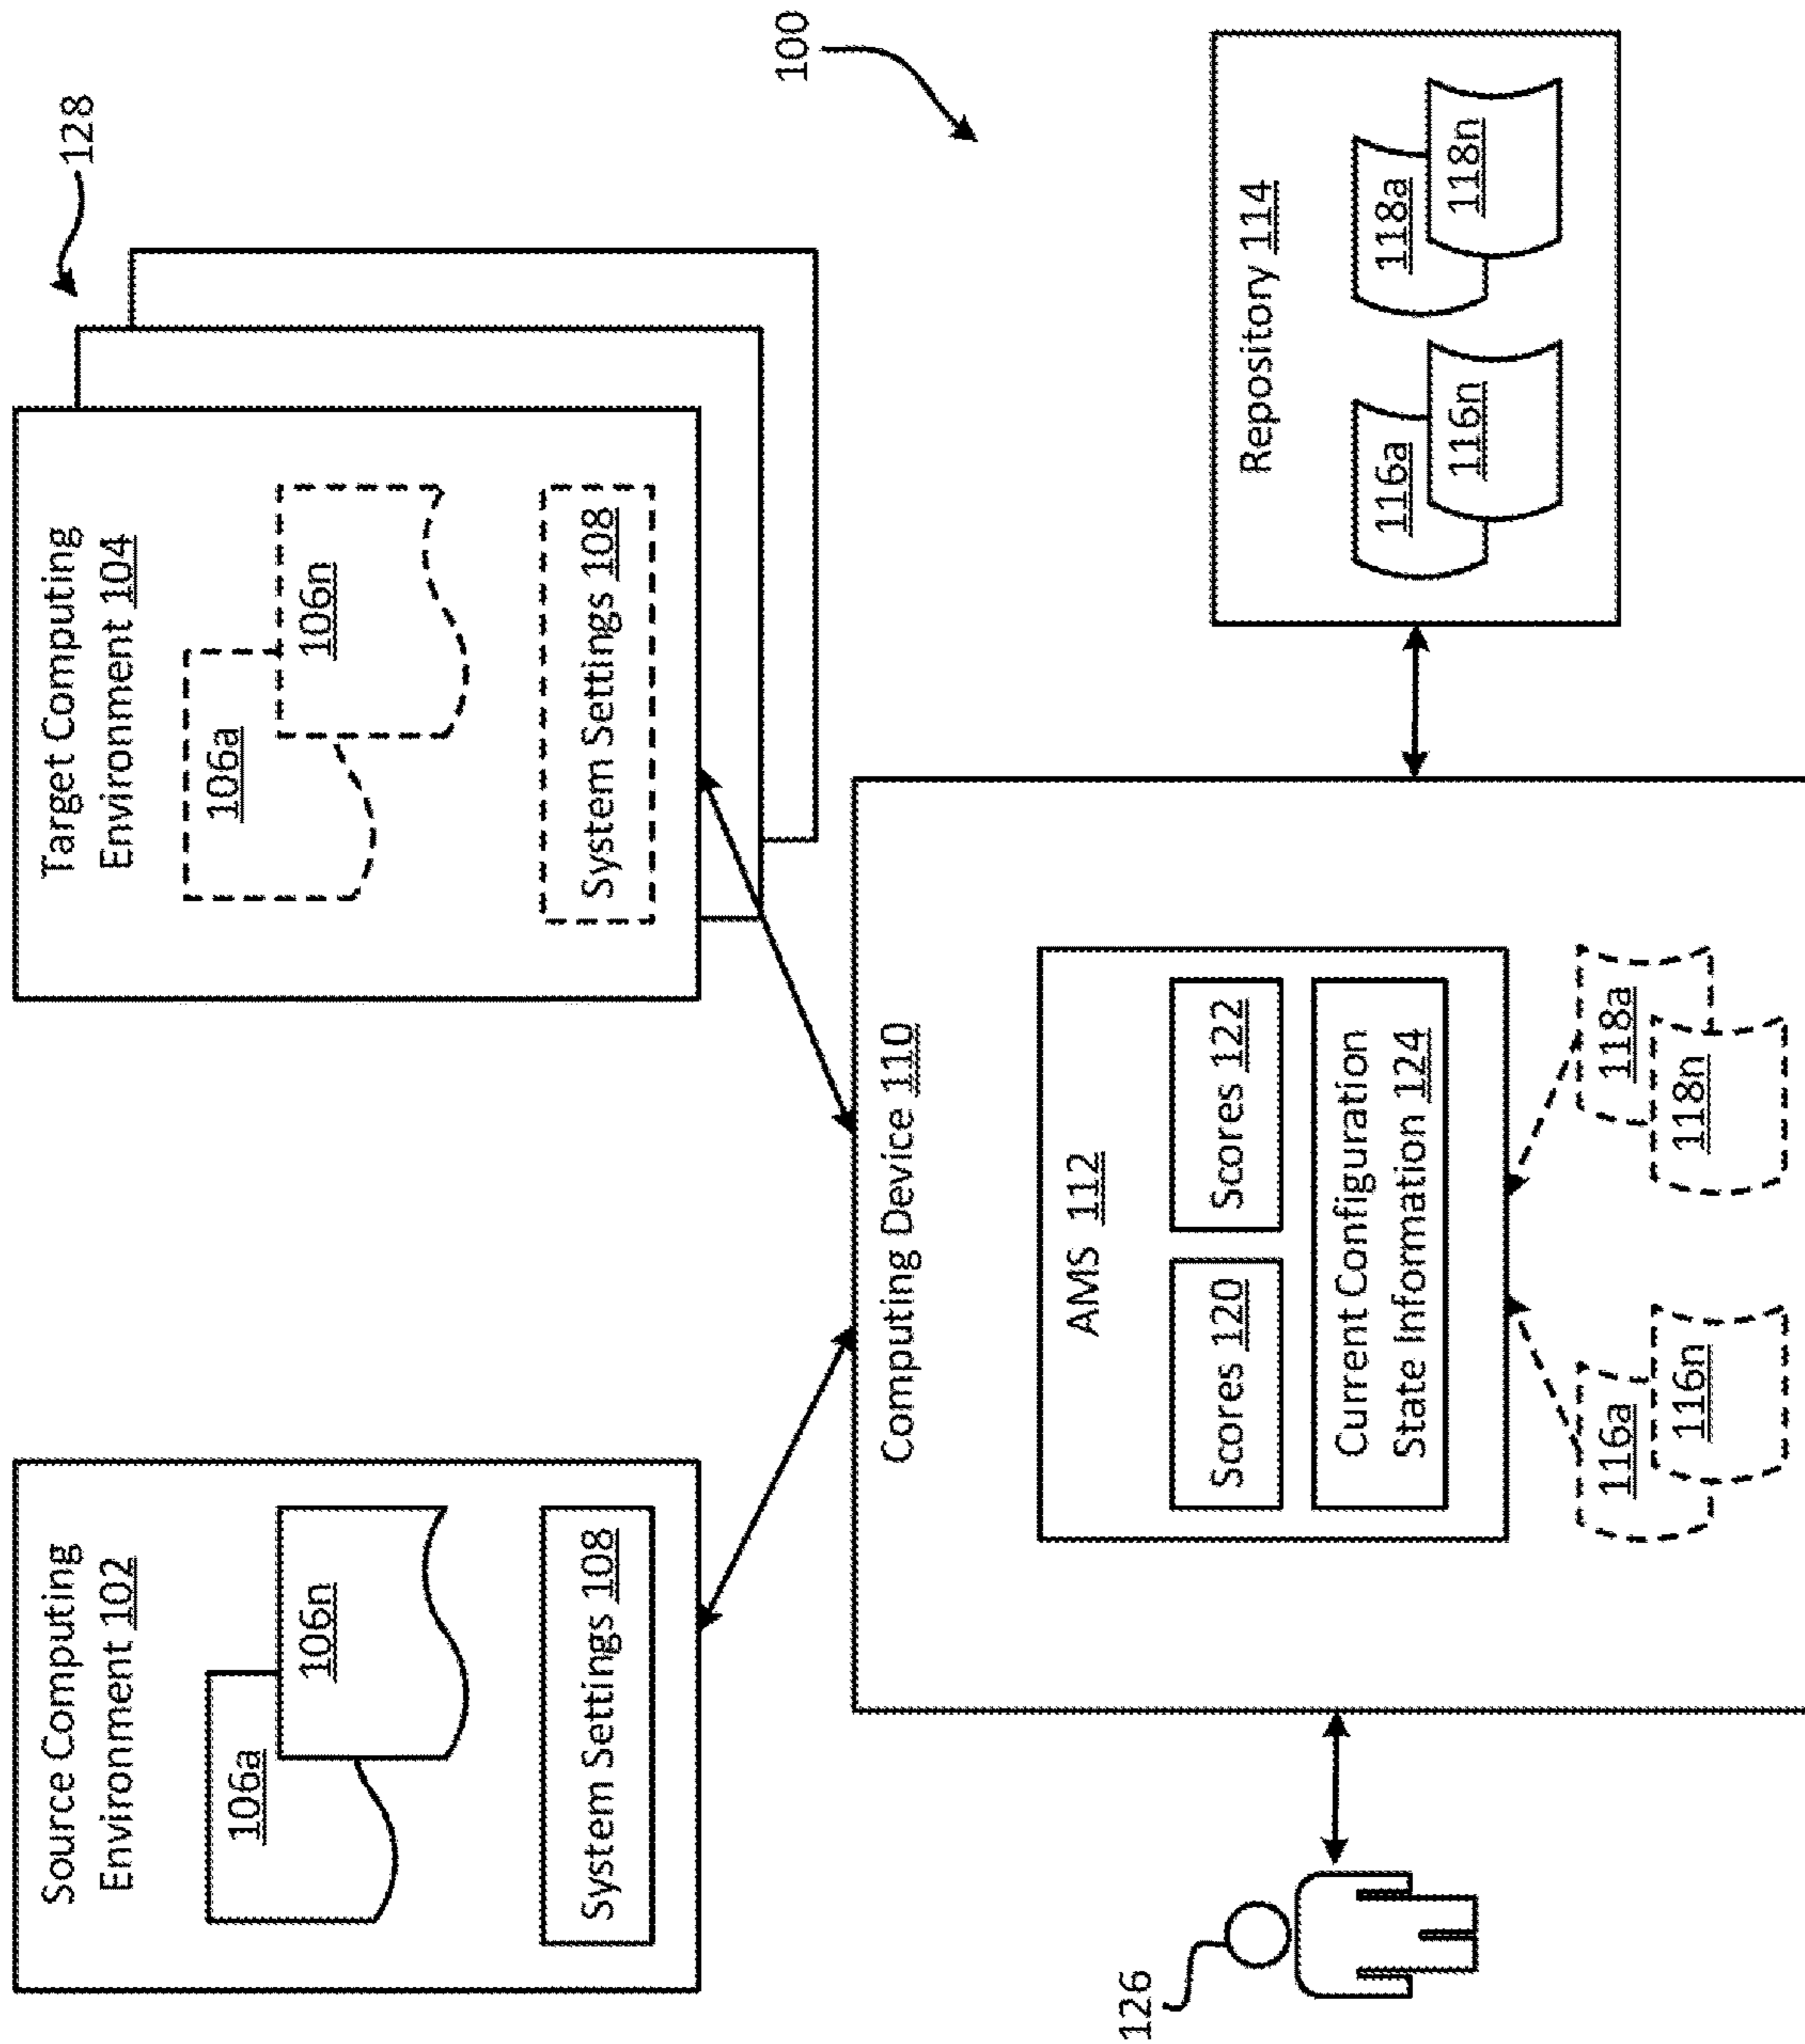 128
Source Computing
Environment 102
106a
106n
System Settings 108
Target Computing
Environment 104
106a
106n
System Settings 108
100
Computing Device 110
AMS 112
Scores 120
Scores 122
Current Configuration
State Information 124
116a
116n
118a
118n
Repository 114
116a
116n
118a
118n
126